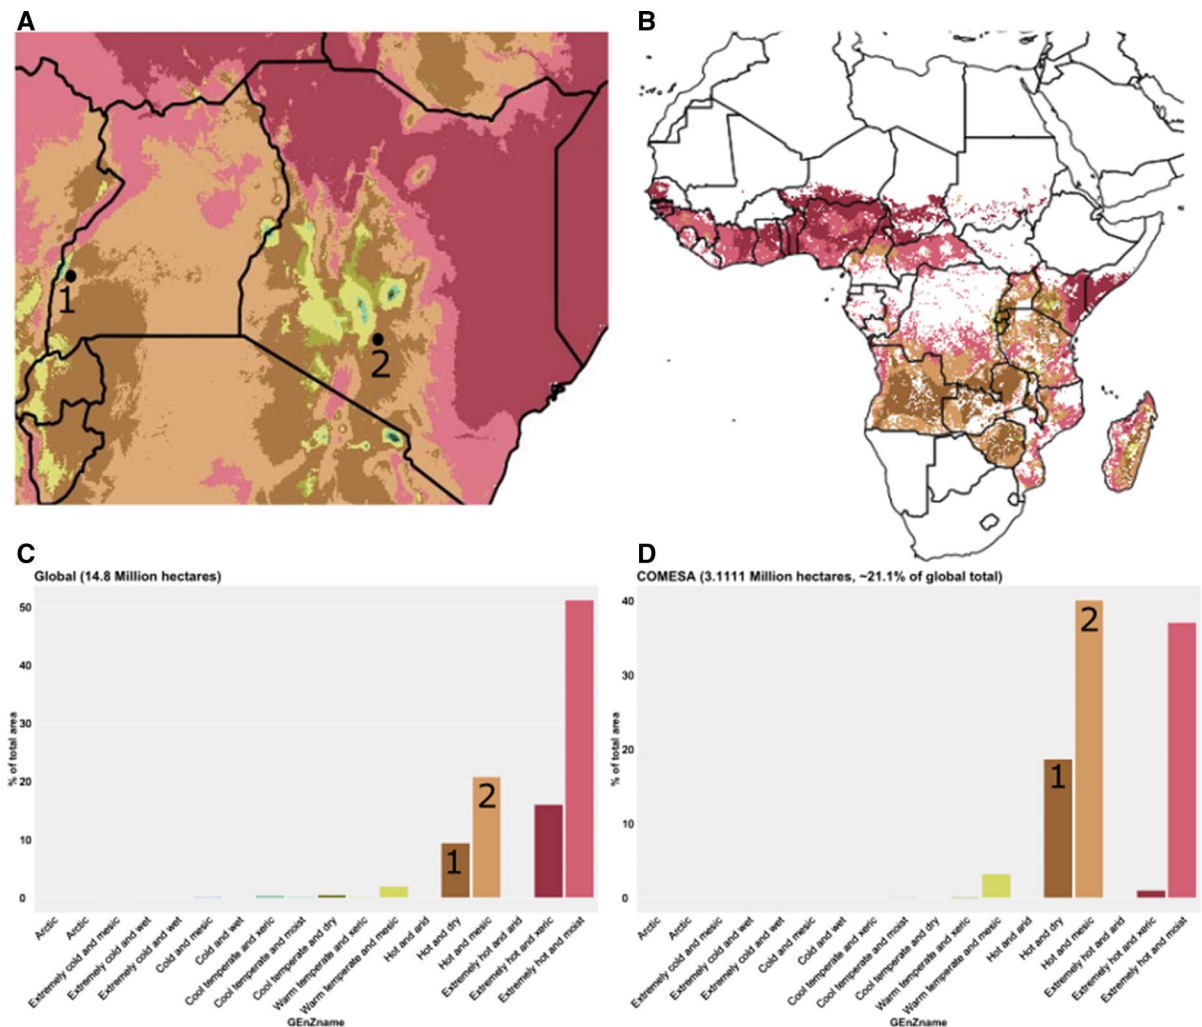 A
B
1
2
C
D
Global (14.8 Million hectares)
COMESA (3.1111 Million hectares, ~21.1% of global total)
% of total area
50
40
30
20
10
0
1
2
Arctic
Arctic
Extremely cold and mesic
Extremely cold and wet
Extremely cold and wet
Cold and mesic
Cold and wet
Cool temperate and xeric
Cool temperate and moist
Cool temperate and dry
Warm temperate and xeric
Warm temperate and mesic
Hot and arid
Hot and dry
Hot and mesic
Extremely hot and arid
Extremely hot and xeric
Extremely hot and moist
GEnZname
% of total area
40
30
20
10
0
1
2
Arctic
Arctic
Extremely cold and mesic
Extremely cold and wet
Extremely cold and wet
Cold and mesic
Cold and wet
Cool temperate and xeric
Cool temperate and moist
Cool temperate and dry
Warm temperate and xeric
Warm temperate and mesic
Hot and arid
Hot and dry
Hot and mesic
Extremely hot and arid
Extremely hot and xeric
Extremely hot and moist
GEnZname